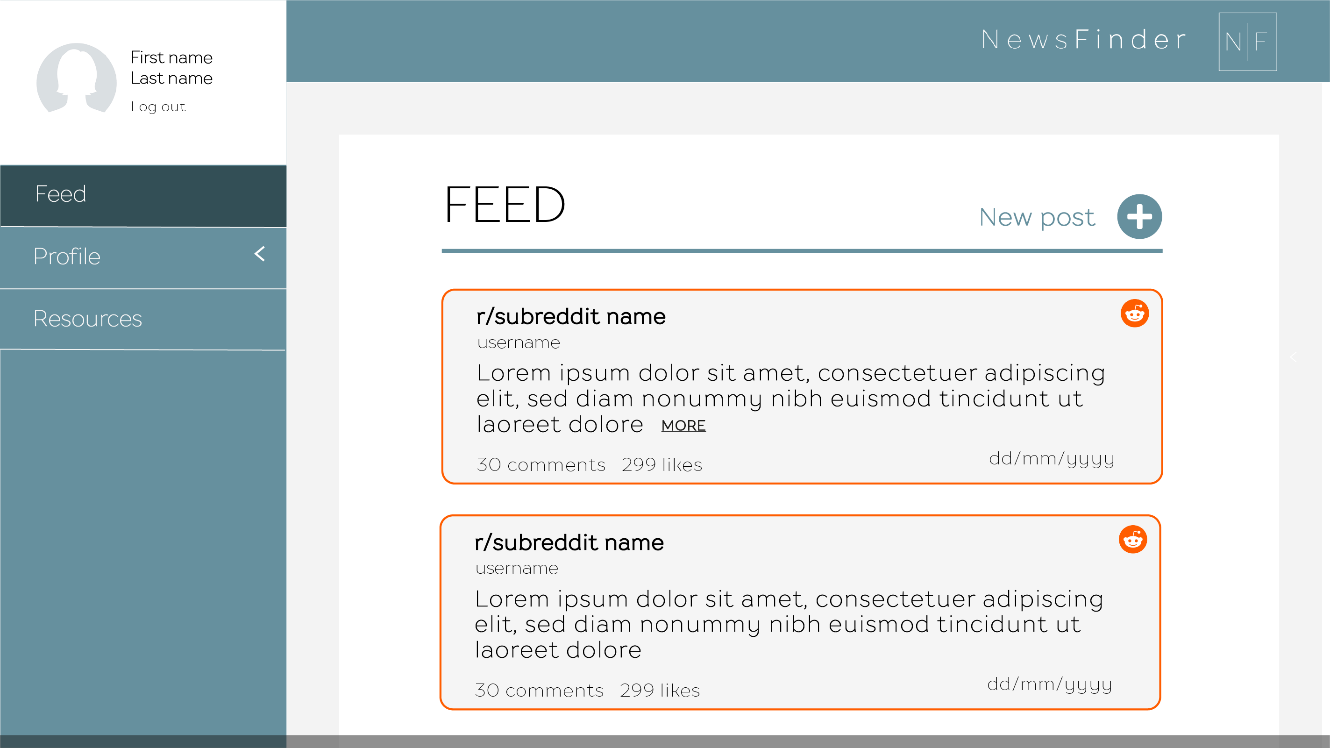 First name
Last name
Log out
NewsFinder
N F
Feed
Profile
Resources
FEED
New post
r/subreddit name
username
Lorem ipsum dolor sit amet, consectetuer adipiscing
elit, sed diam nonummy nibh euismod tincidunt ut
laoreet dolore MORE
30 comments 299 likes
dd/mm/yyyy
r/subreddit name
username
Lorem ipsum dolor sit amet, consectetuer adipiscing
elit, sed diam nonummy nibh euismod tincidunt ut
laoreet dolore
30 comments 299 likes
dd/mm/yyyy